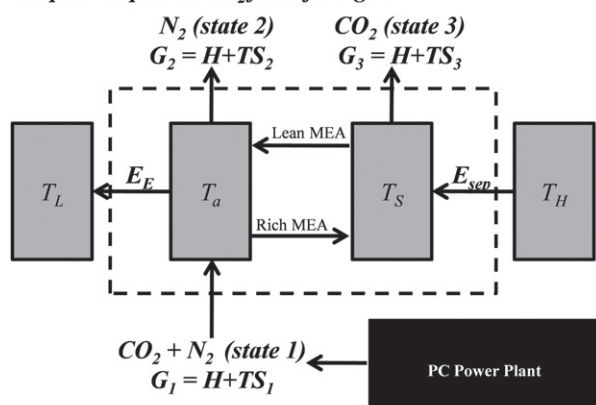 N₂ (state 2)
G₂ = H+TS₂
CO₂ (state 3)
G₃ = H+TS₃
Lean MEA
T_L
E_E
T_a
T_S
E_sep
T_H
Rich MEA
CO₂ + N₂ (state 1)
G₁ = H+TS₁
PC Power Plant